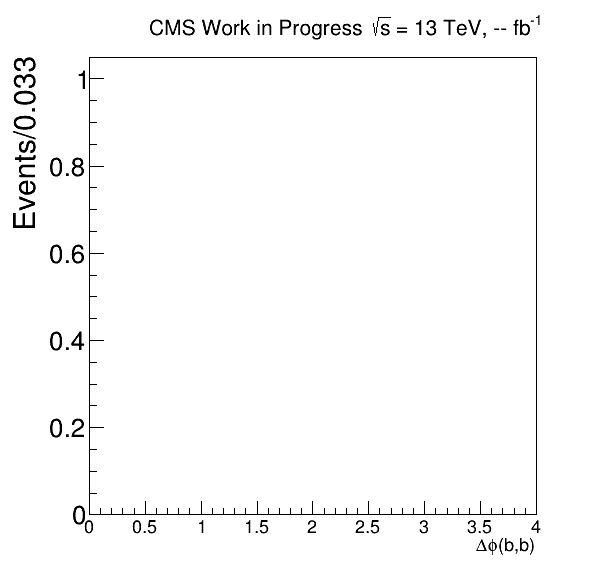 CMS Work in Progress √s = 13 TeV, -- fb⁻¹
Events/0.033
1
0.8
0.6
0.4
0.2
0
0 0.5 1 1.5 2 2.5 3 3.5 4
Δϕ(b,b)